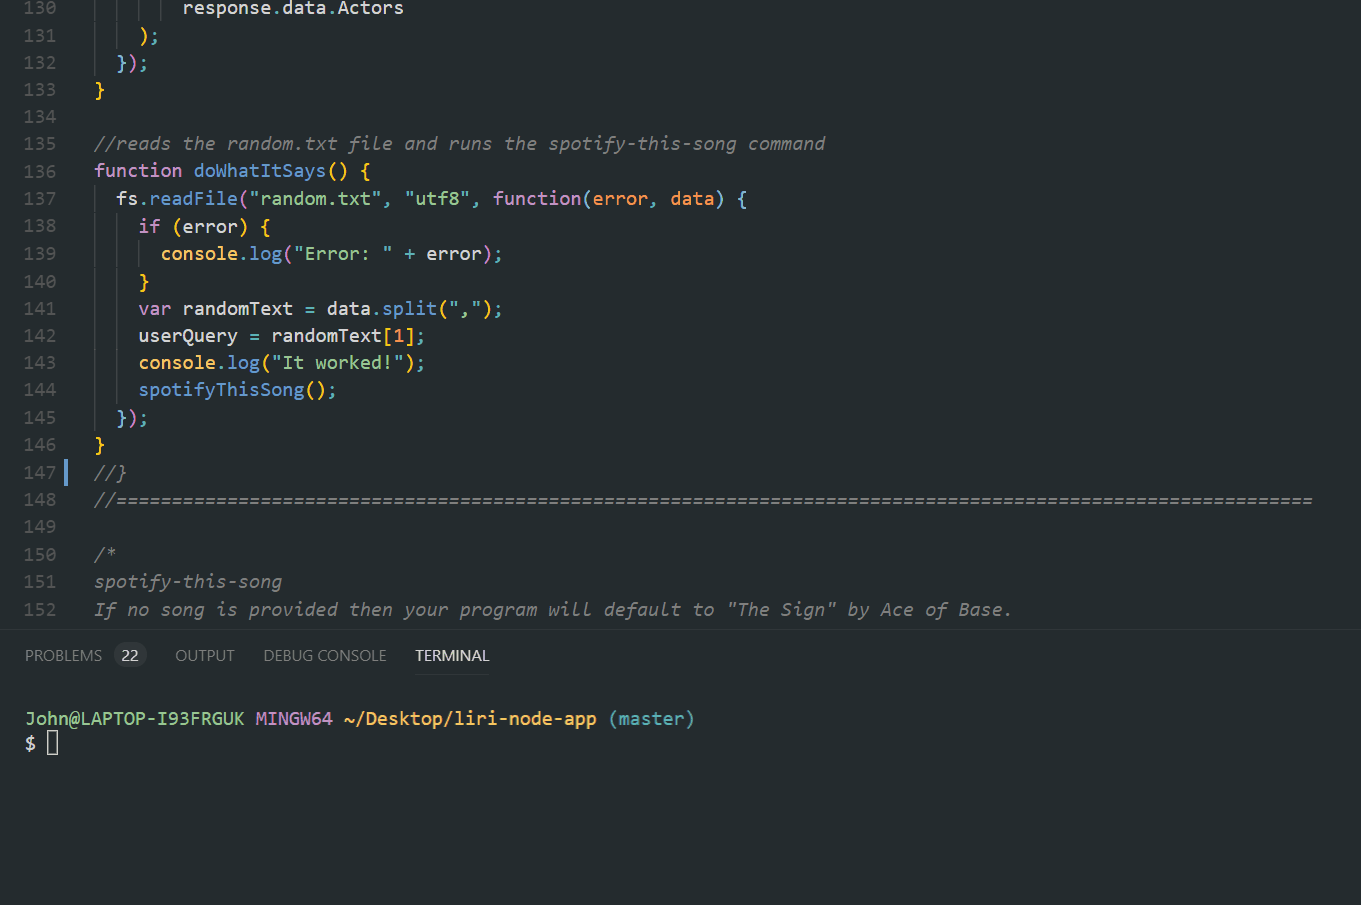 130 response.data.Actors
131 );
132 });
133 }
134
135 //reads the random.txt file and runs the spotify-this-song command
136 function doWhatItSays() {
137 fs.readFile("random.txt", "utf8", function(error, data) {
138 if (error) {
139 console.log("Error: " + error);
140 }
141 var randomText = data.split(",");
142 userQuery = randomText[1];
143 console.log("It worked!");
144 spotifyThisSong();
145 });
146 }
147 //}
148 //============================================================================================================
149
150 /*
151 spotify-this-song
152 If no song is provided then your program will default to "The Sign" by Ace of Base.
PROBLEMS 22 OUTPUT DEBUG CONSOLE TERMINAL
John@LAPTOP-I93FRGUK MINGW64 ~/Desktop/liri-node-app (master)
$